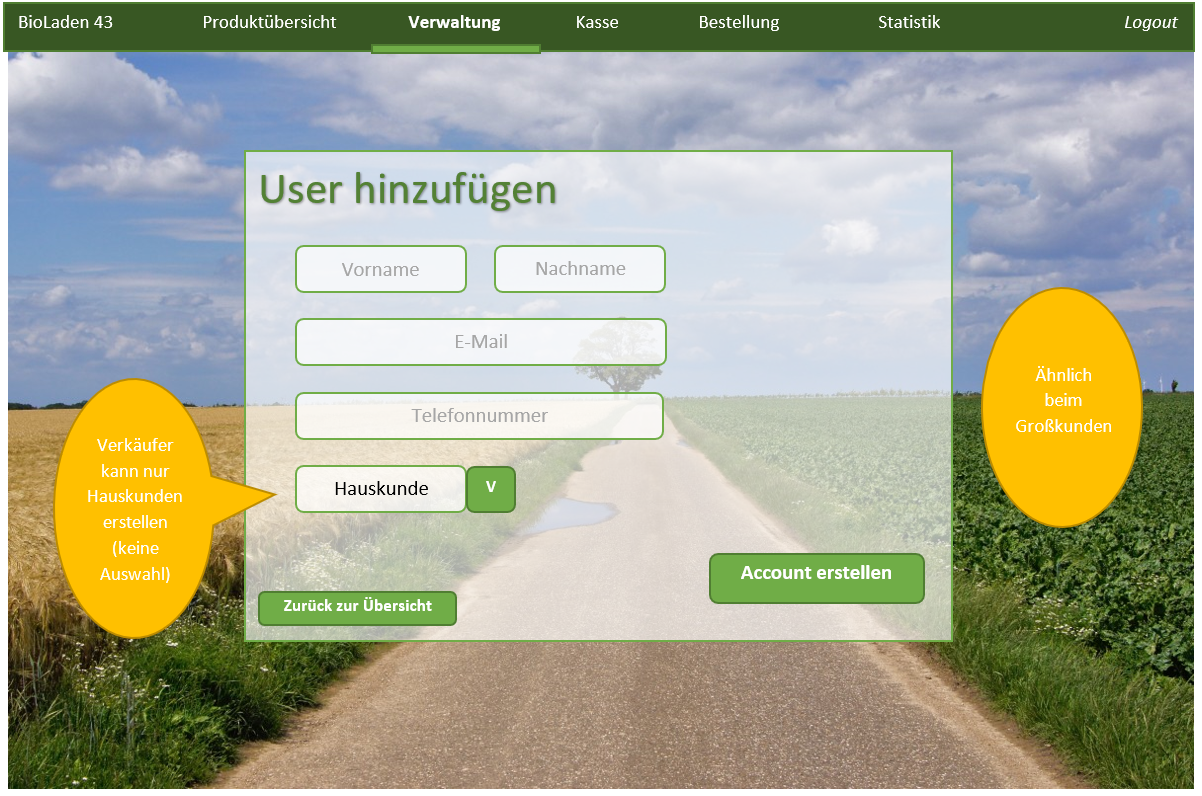 BioLaden 43 Produktübersicht Verwaltung Kasse Bestellung Statistik Logout
User hinzufügen
Vorname Nachname
E-Mail
Telefonnummer
Hauskunde V
Account erstellen
Zurück zur Übersicht
Verkäufer
kann nur
Hauskunden
erstellen
(keine
Auswahl)
Ähnlich
beim
Großkunden